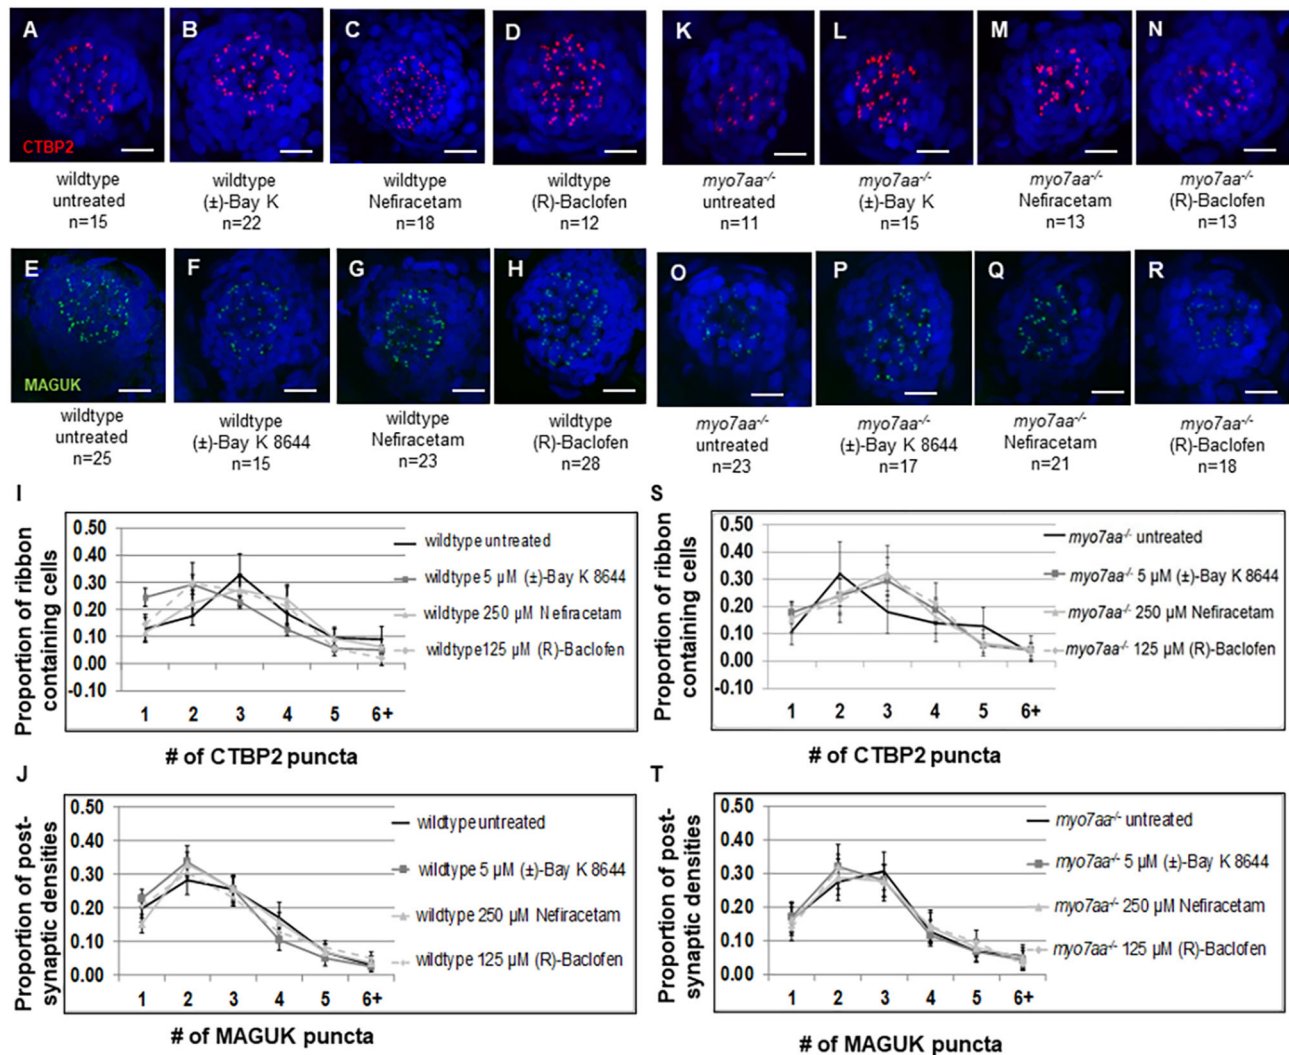 A B C D K L M N
CTBP2
wildtype untreated n=15
wildtype (±)-Bay K n=22
wildtype Nefiracetam n=18
wildtype (R)-Baclofen n=12
myo7aa-/- untreated n=11
myo7aa-/- (±)-Bay K n=15
myo7aa-/- Nefiracetam n=13
myo7aa-/- (R)-Baclofen n=13
E F G H O P Q R
MAGUK
wildtype untreated n=25
wildtype (±)-Bay K 8644 n=15
wildtype Nefiracetam n=23
wildtype (R)-Baclofen n=28
myo7aa-/- untreated n=23
myo7aa-/- (±)-Bay K 8644 n=17
myo7aa-/- Nefiracetam n=21
myo7aa-/- (R)-Baclofen n=18
I
Proportion of ribbon containing cells
0.50
0.40
0.30
0.20
0.10
0.00
-0.10
1 2 3 4 5 6+
# of CTBP2 puncta
wildtype untreated
wildtype 5 µM (±)-Bay K 8644
wildtype 250 µM Nefiracetam
wildtype125 µM (R)-Baclofen
S
Proportion of ribbon containing cells
0.50
0.40
0.30
0.20
0.10
0.00
-0.10
1 2 3 4 5 6+
# of CTBP2 puncta
myo7aa-/- untreated
myo7aa-/- 5 µM (±)-Bay K 8644
myo7aa-/- 250 µM Nefiracetam
myo7aa-/- 125 µM (R)-Baclofen
J
Proportion of post-synaptic densities
0.50
0.40
0.30
0.20
0.10
0.00
1 2 3 4 5 6+
# of MAGUK puncta
wildtype untreated
wildtype 5 µM (±)-Bay K 8644
wildtype 250 µM Nefiracetam
wildtype 125 µM (R)-Baclofen
T
Proportion of post-synaptic densities
0.50
0.40
0.30
0.20
0.10
0.00
1 2 3 4 5 6+
# of MAGUK puncta
myo7aa-/- untreated
myo7aa-/- 5 µM (±)-Bay K 8644
myo7aa-/- 250 µM Nefiracetam
myo7aa-/- 125 µM (R)-Baclofen